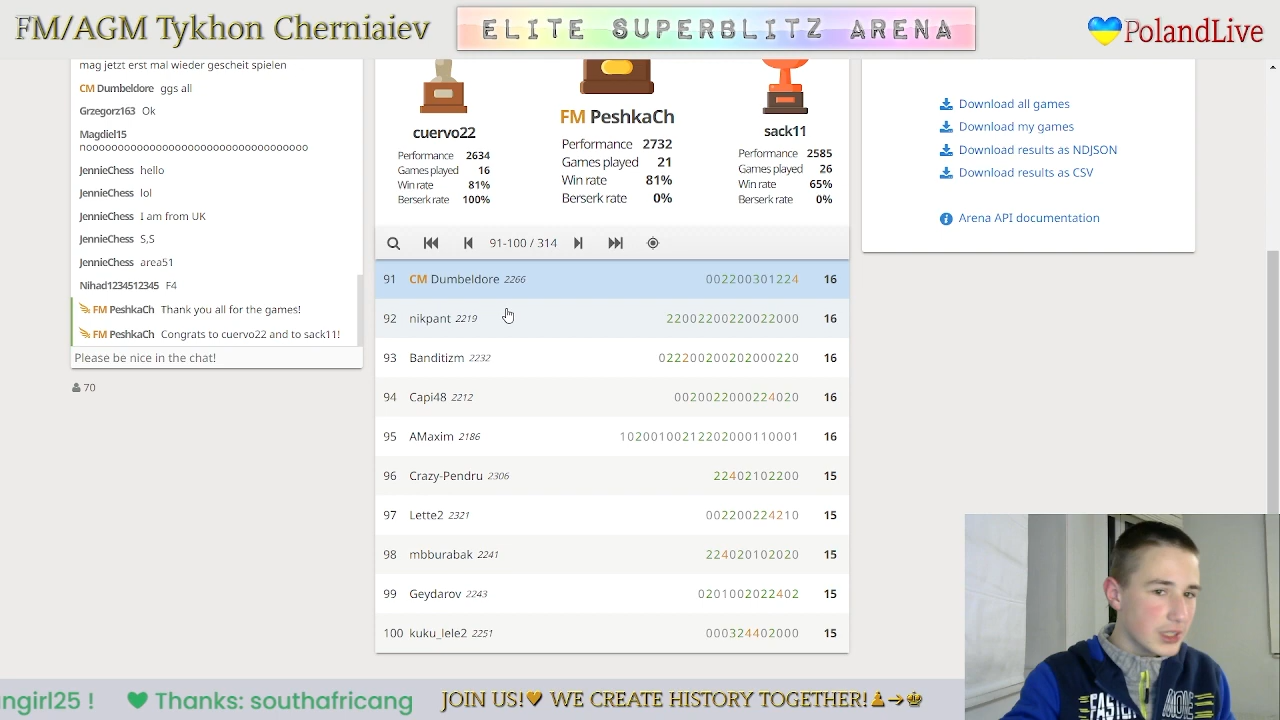 FM/AGM Tykhon Cherniaiev
ELITE SUPERBLITZ ARENA
PolandLive
mag jetzt erst mal wieder gescheit spielen
CM Dumbeldore ggs all
Grzegorz163 Ok
Magdiel15
nooooooooooooooooooooooooooooooooo
JennieChess hello
JennieChess lol
JennieChess I am from UK
JennieChess S,S
JennieChess area51
Nihad1234512345 F4
FM PeshkaCh Thank you all for the games!
FM PeshkaCh Congrats to cuervo22 and to sack11!
Please be nice in the chat!
70
cuervo22
Performance 2634
Games played 16
Win rate 81%
Berserk rate 100%
FM PeshkaCh
Performance 2732
Games played 21
Win rate 81%
Berserk rate 0%
sack11
Performance 2585
Games played 26
Win rate 65%
Berserk rate 0%
91-100 / 314
91 CM Dumbeldore 2266 002200301224 16
92 nikpant 2219 22002200220022000 16
93 Banditizm 2232 022200200202000220 16
94 Capi48 2212 0020022000224020 16
95 AMaxim 2186 10200100212202000110001 16
96 Crazy-Pendru 2306 22402102200 15
97 Lette2 2321 002200224210 15
98 mbburabak 2241 224020102020 15
99 Geydarov 2243 0201002022402 15
100 kuku_lele2 2251 000324402000 15
Download all games
Download my games
Download results as NDJSON
Download results as CSV
Arena API documentation
ngirl25 !
Thanks: southafricang
JOIN US! WE CREATE HISTORY TOGETHER!